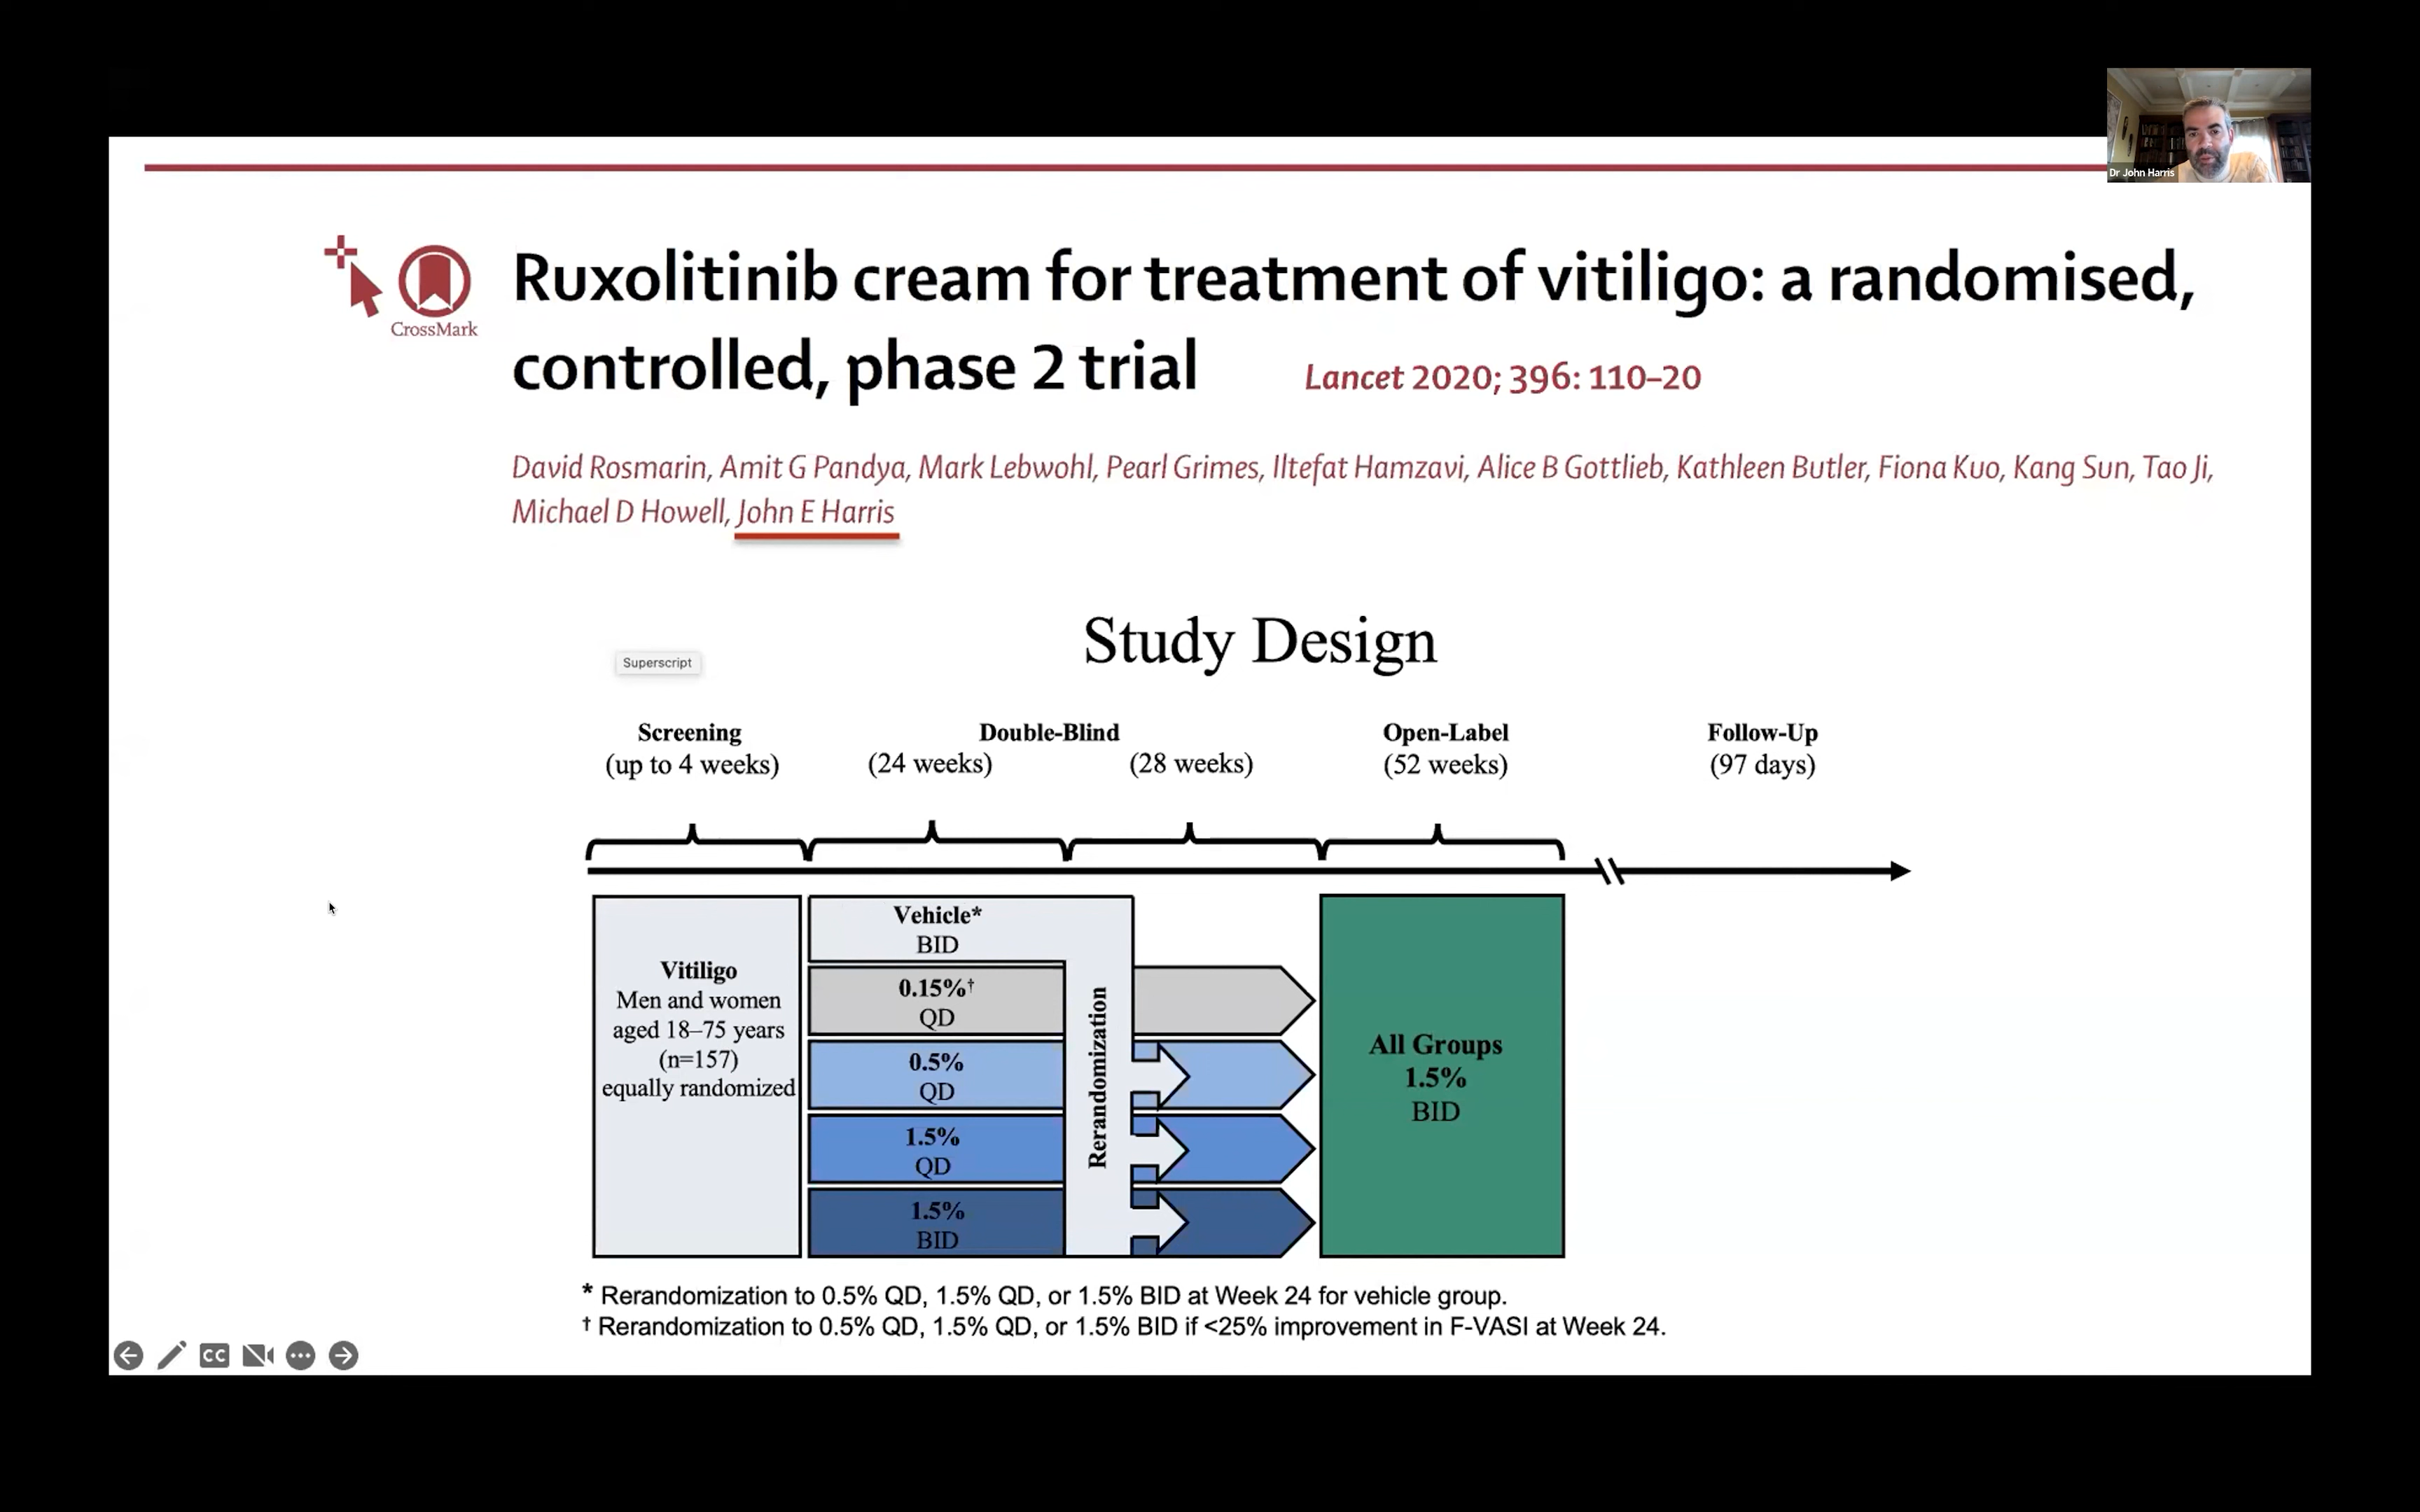 Dr John Harris
CrossMark
Ruxolitinib cream for treatment of vitiligo: a randomised,
controlled, phase 2 trial
Lancet 2020; 396: 110–20
David Rosmarin, Amit G Pandya, Mark Lebwohl, Pearl Grimes, Iltefat Hamzavi, Alice B Gottlieb, Kathleen Butler, Fiona Kuo, Kang Sun, Tao Ji,
Michael D Howell, John E Harris
Study Design
Superscript
Screening
(up to 4 weeks)
Double-Blind
(24 weeks)
(28 weeks)
Open-Label
(52 weeks)
Follow-Up
(97 days)
Vitiligo
Men and women
aged 18–75 years
(n=157)
equally randomized
Vehicle*
BID
0.15%†
QD
0.5%
QD
1.5%
QD
1.5%
BID
Rerandomization
All Groups
1.5%
BID
* Rerandomization to 0.5% QD, 1.5% QD, or 1.5% BID at Week 24 for vehicle group.
† Rerandomization to 0.5% QD, 1.5% QD, or 1.5% BID if <25% improvement in F-VASI at Week 24.
CC